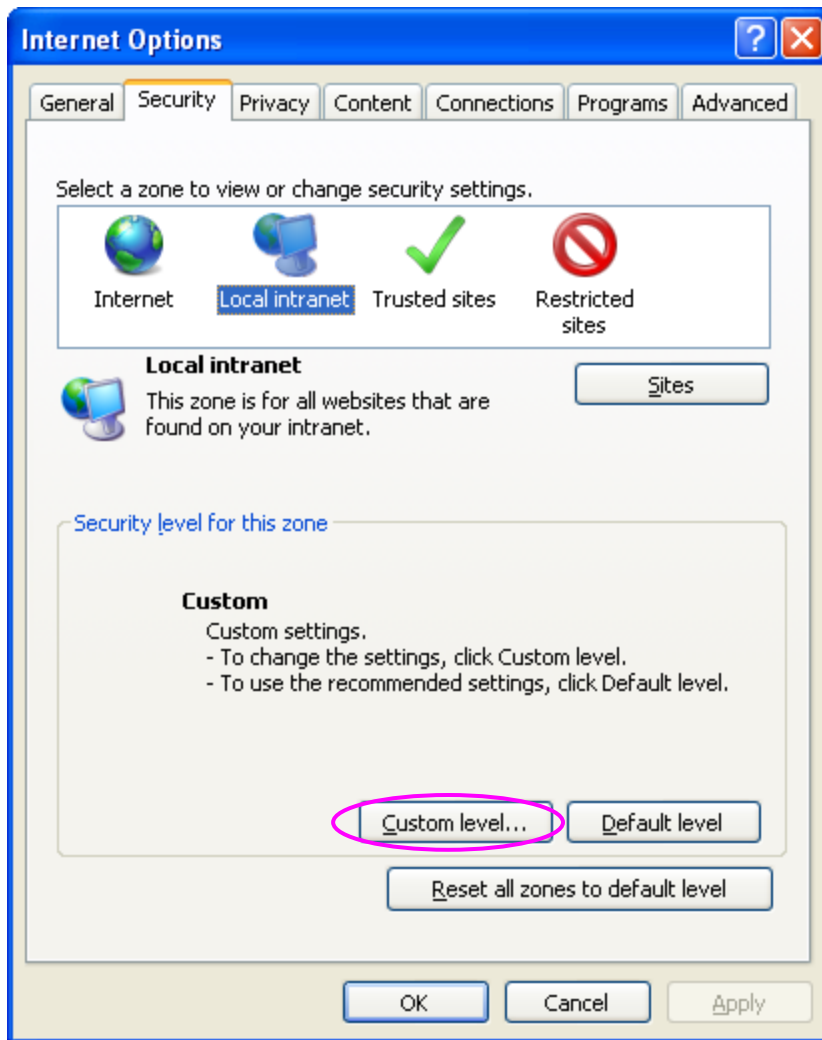 Internet Options
General Security Privacy Content Connections Programs Advanced
Select a zone to view or change security settings.
Internet Local intranet Trusted sites Restricted
sites
Local intranet
Sites
This zone is for all websites that are
found on your intranet.
Security level for this zone
Custom
Custom settings.
- To change the settings, click Custom level.
- To use the recommended settings, click Default level.
Custom level... Default level
Reset all zones to default level
OK Cancel Apply